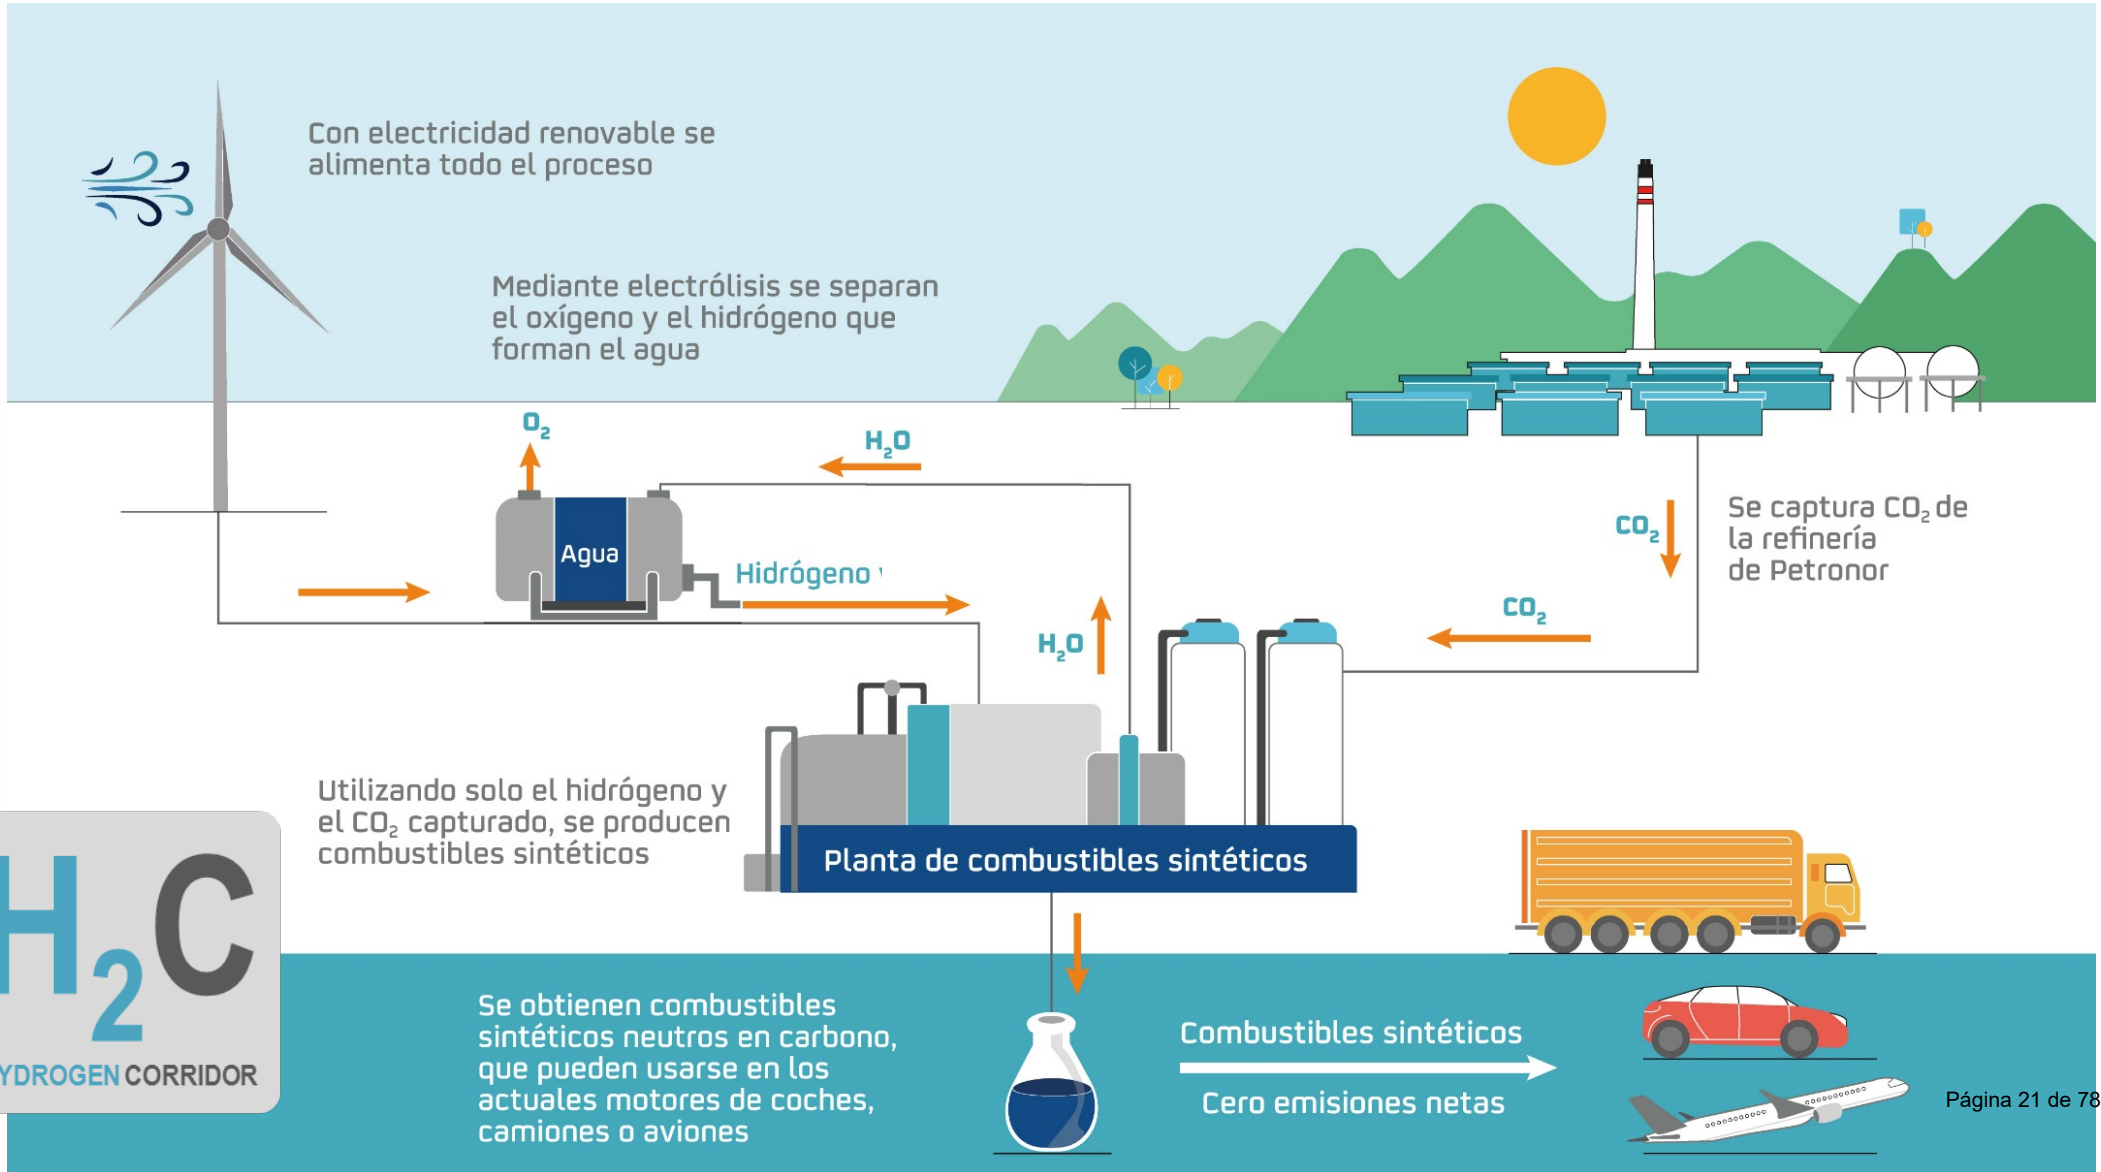 Con electricidad renovable se
alimenta todo el proceso
Mediante electrólisis se separan
el oxígeno y el hidrógeno que
forman el agua
O₂
H₂O
Agua
Hidrógeno
H₂O
CO₂
Se captura CO₂ de
la refinería
de Petronor
CO₂
Utilizando solo el hidrógeno y
el CO₂ capturado, se producen
combustibles sintéticos
Planta de combustibles sintéticos
H₂C
YDROGEN CORRIDOR
Se obtienen combustibles
sintéticos neutros en carbono,
que pueden usarse en los
actuales motores de coches,
camiones o aviones
Combustibles sintéticos
Cero emisiones netas
Página 21 de 78